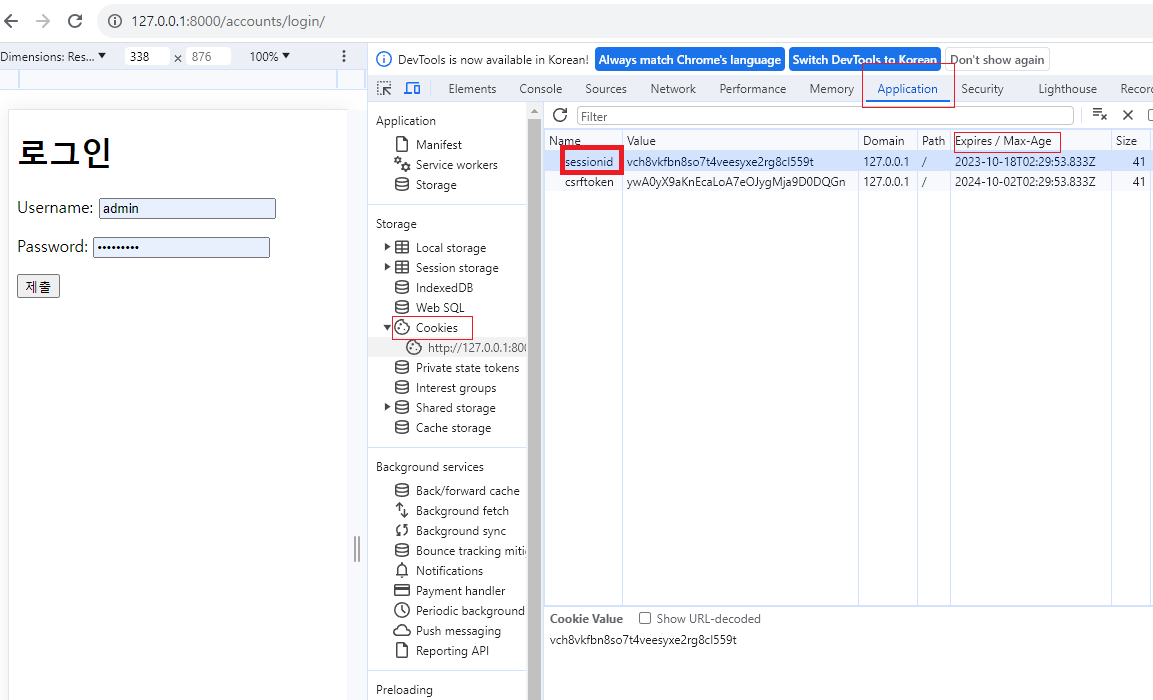 127.0.0.1:8000/accounts/login/
Dimensions: Res... 338 × 876 100%
DevTools is now available in Korean! Always match Chrome's language Switch DevTools to Korean Don't show again
Elements Console Sources Network Performance Memory Application Security Lighthouse Recor
로그인
Username: admin
Password: •••••••••
제출
Application
Manifest
Service workers
Storage
Storage
Local storage
Session storage
IndexedDB
Web SQL
Cookies
http://127.0.0.1:800
Private state tokens
Interest groups
Shared storage
Cache storage
Background services
Back/forward cache
Background fetch
Background sync
Bounce tracking miti
Notifications
Payment handler
Periodic background
Push messaging
Reporting API
Preloading
Filter
Name Value Domain Path Expires / Max-Age Size
sessionid vch8vkfbn8so7t4veesyxe2rg8cl559t 127.0.0.1 / 2023-10-18T02:29:53.833Z 41
csrftoken ywA0yX9aKnEcaLoA7eOJygMja9D0DQGn 127.0.0.1 / 2024-10-02T02:29:53.833Z 41
Cookie Value Show URL-decoded
vch8vkfbn8so7t4veesyxe2rg8cl559t